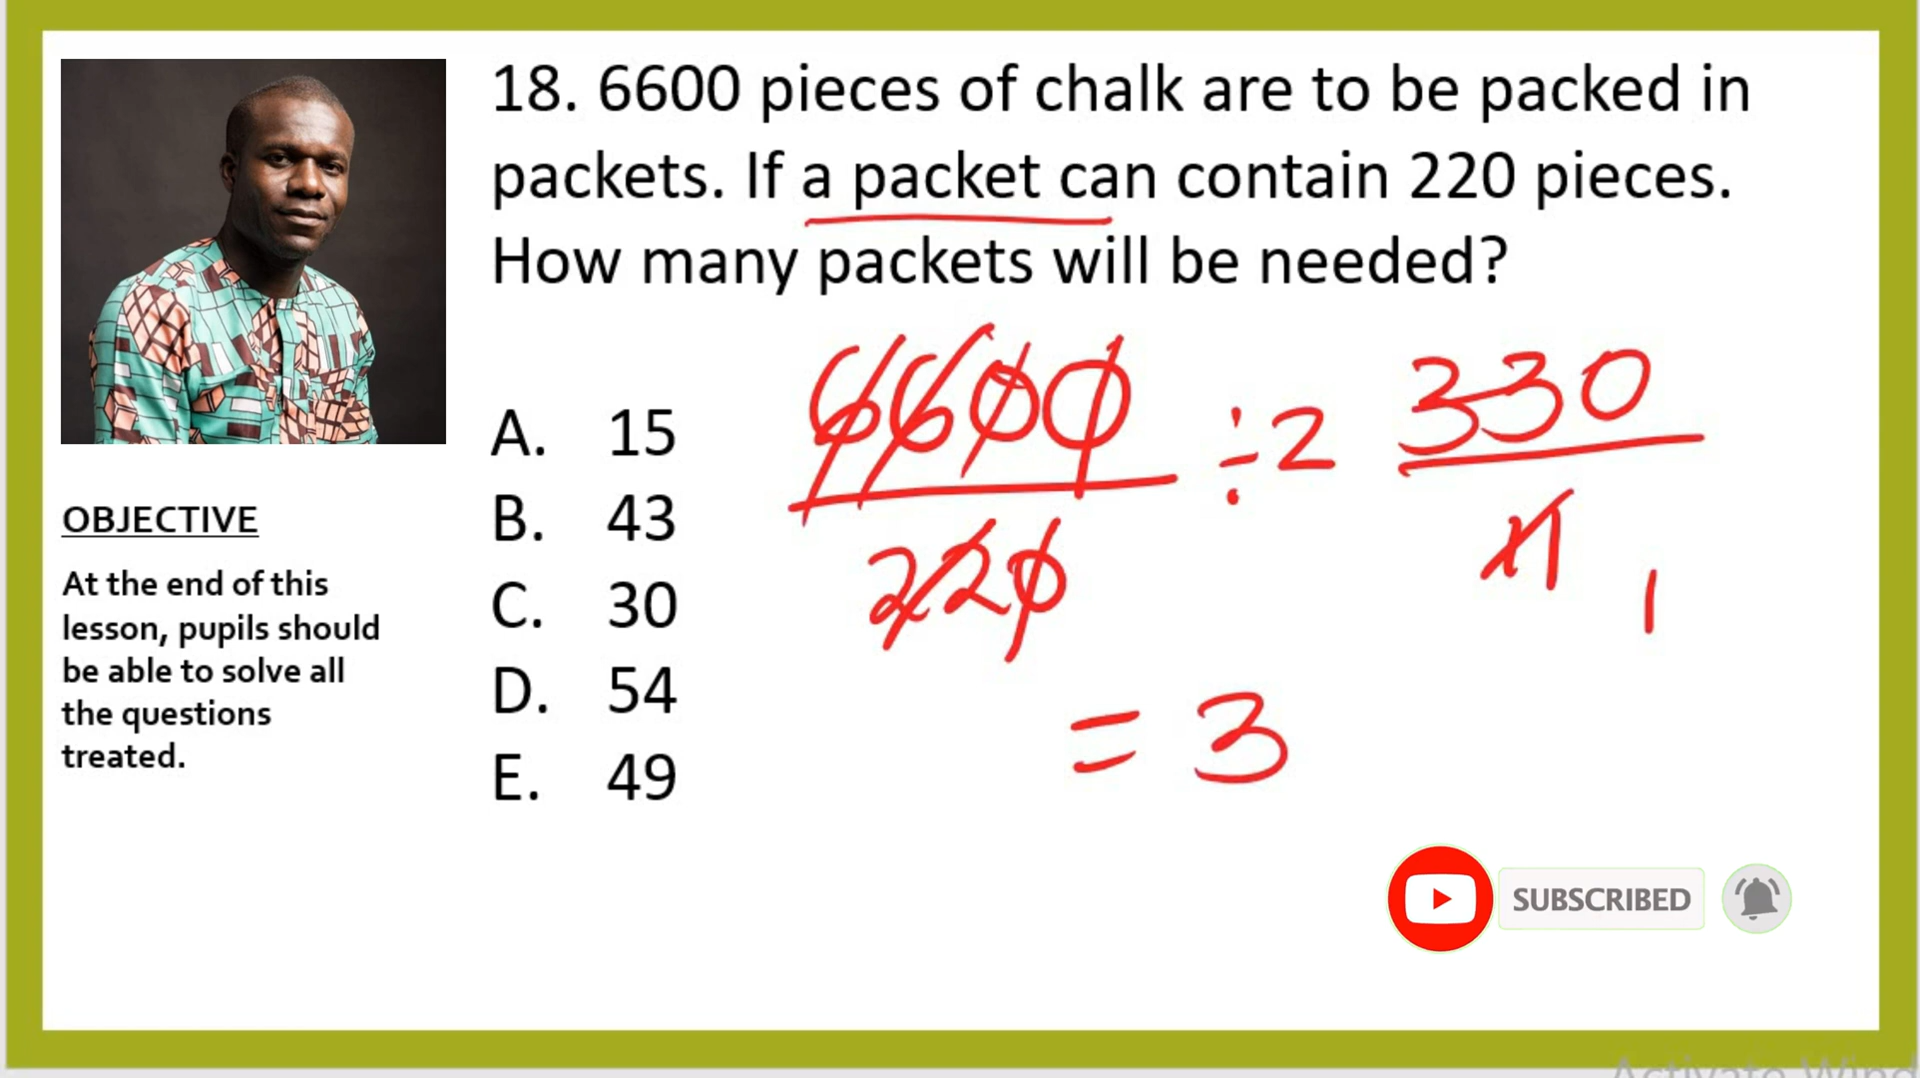 18. 6600 pieces of chalk are to be packed in
packets. If a packet can contain 220 pieces.
How many packets will be needed?
A. 15
B. 43
C. 30
D. 54
E. 49
6600 ÷2 330
220 11 1
= 3
OBJECTIVE
At the end of this
lesson, pupils should
be able to solve all
the questions
treated.
SUBSCRIBED